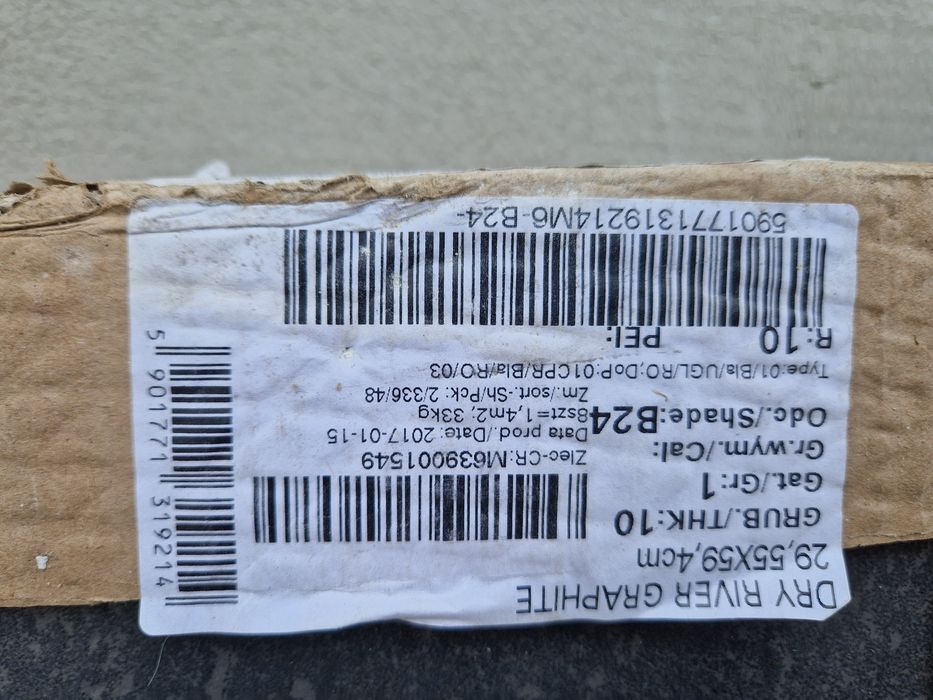 DRY RIVER GRAPHITE
29,55X59,4cm
GRUB./THK:10
Gat./Gr:1
Gr.wym./Cal:
Odc./Shade:B24
Zlec-CR:M639001549
Data prod./Date: 2017-01-15
8szt=1,4m2; 33kg
Zm./sort.-Sh/Pck: 2/336/48
Type:01/BIa/UGL/RO;DoP:01CPR/BIa/RO/03
R:10 PEI:
5901771319214M6-B24-
5 901771 319214